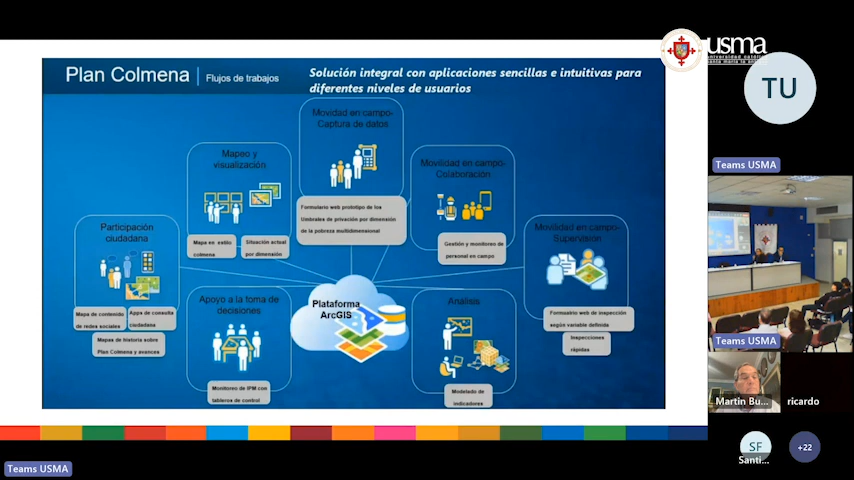 Plan Colmena | Flujos de trabajos
Solución integral con aplicaciones sencillas e intuitivas para
diferentes niveles de usuarios
Movidad en campo-
Captura de datos
Formulario web prototipo de los
Umbrales de privación por dimensión
de la pobreza multidimensional
Mapeo y
visualización
Mapa en estilo
colmena
Situación actual
por dimensión
Movilidad en campo-
Colaboración
Gestión y monitoreo de
personal en campo
Participación
ciudadana
Mapa de contenido
de redes sociales
Apps de consulta
ciudadana
Mapas de historia sobre
Plan Colmena y avances
Movilidad en campo-
Supervisión
Formuakrio web de inspección
según variable definida
Inspecciones
rápidas
Apoyo a la toma de
decisiones
Monitoreo de IPM con
tableros de control
Plataforma
ArcGIS
Análisis
Modelado de
indicadores
usma
TU
Teams USMA
Teams USMA
Martin Bu...
ricardo
SF
Santi...
+22
Teams USMA